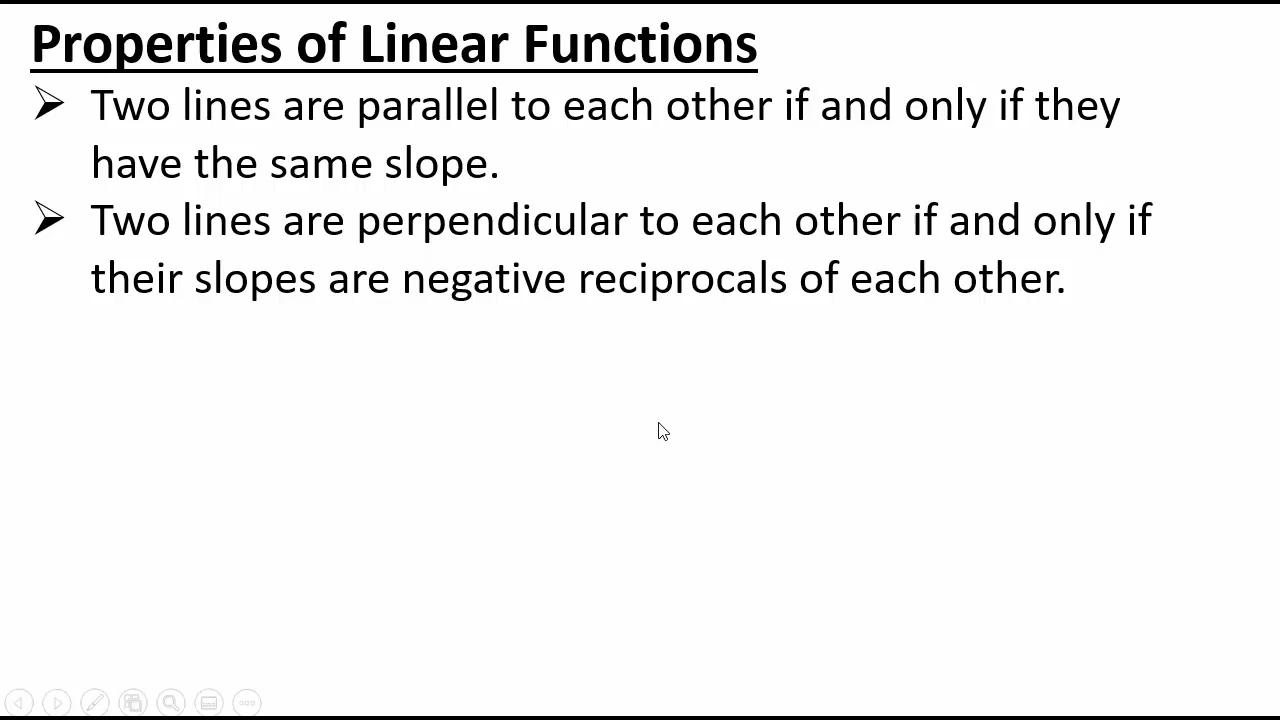 Properties of Linear Functions
➢ Two lines are parallel to each other if and only if they
have the same slope.
➢ Two lines are perpendicular to each other if and only if
their slopes are negative reciprocals of each other.